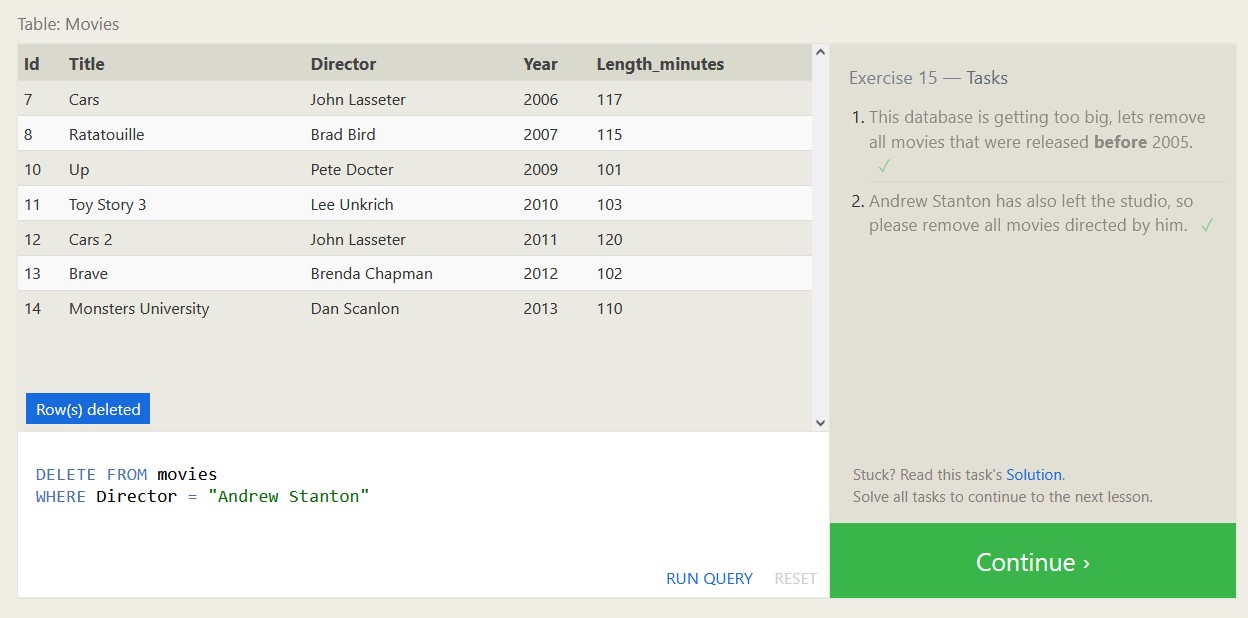 Table: Movies
Id Title Director Year Length_minutes
7 Cars John Lasseter 2006 117
8 Ratatouille Brad Bird 2007 115
10 Up Pete Docter 2009 101
11 Toy Story 3 Lee Unkrich 2010 103
12 Cars 2 John Lasseter 2011 120
13 Brave Brenda Chapman 2012 102
14 Monsters University Dan Scanlon 2013 110
Row(s) deleted
DELETE FROM movies
WHERE Director = "Andrew Stanton"
RUN QUERY RESET
Exercise 15 — Tasks
1. This database is getting too big, lets remove
all movies that were released before 2005.
✓
2. Andrew Stanton has also left the studio, so
please remove all movies directed by him. ✓
Stuck? Read this task's Solution.
Solve all tasks to continue to the next lesson.
Continue ›